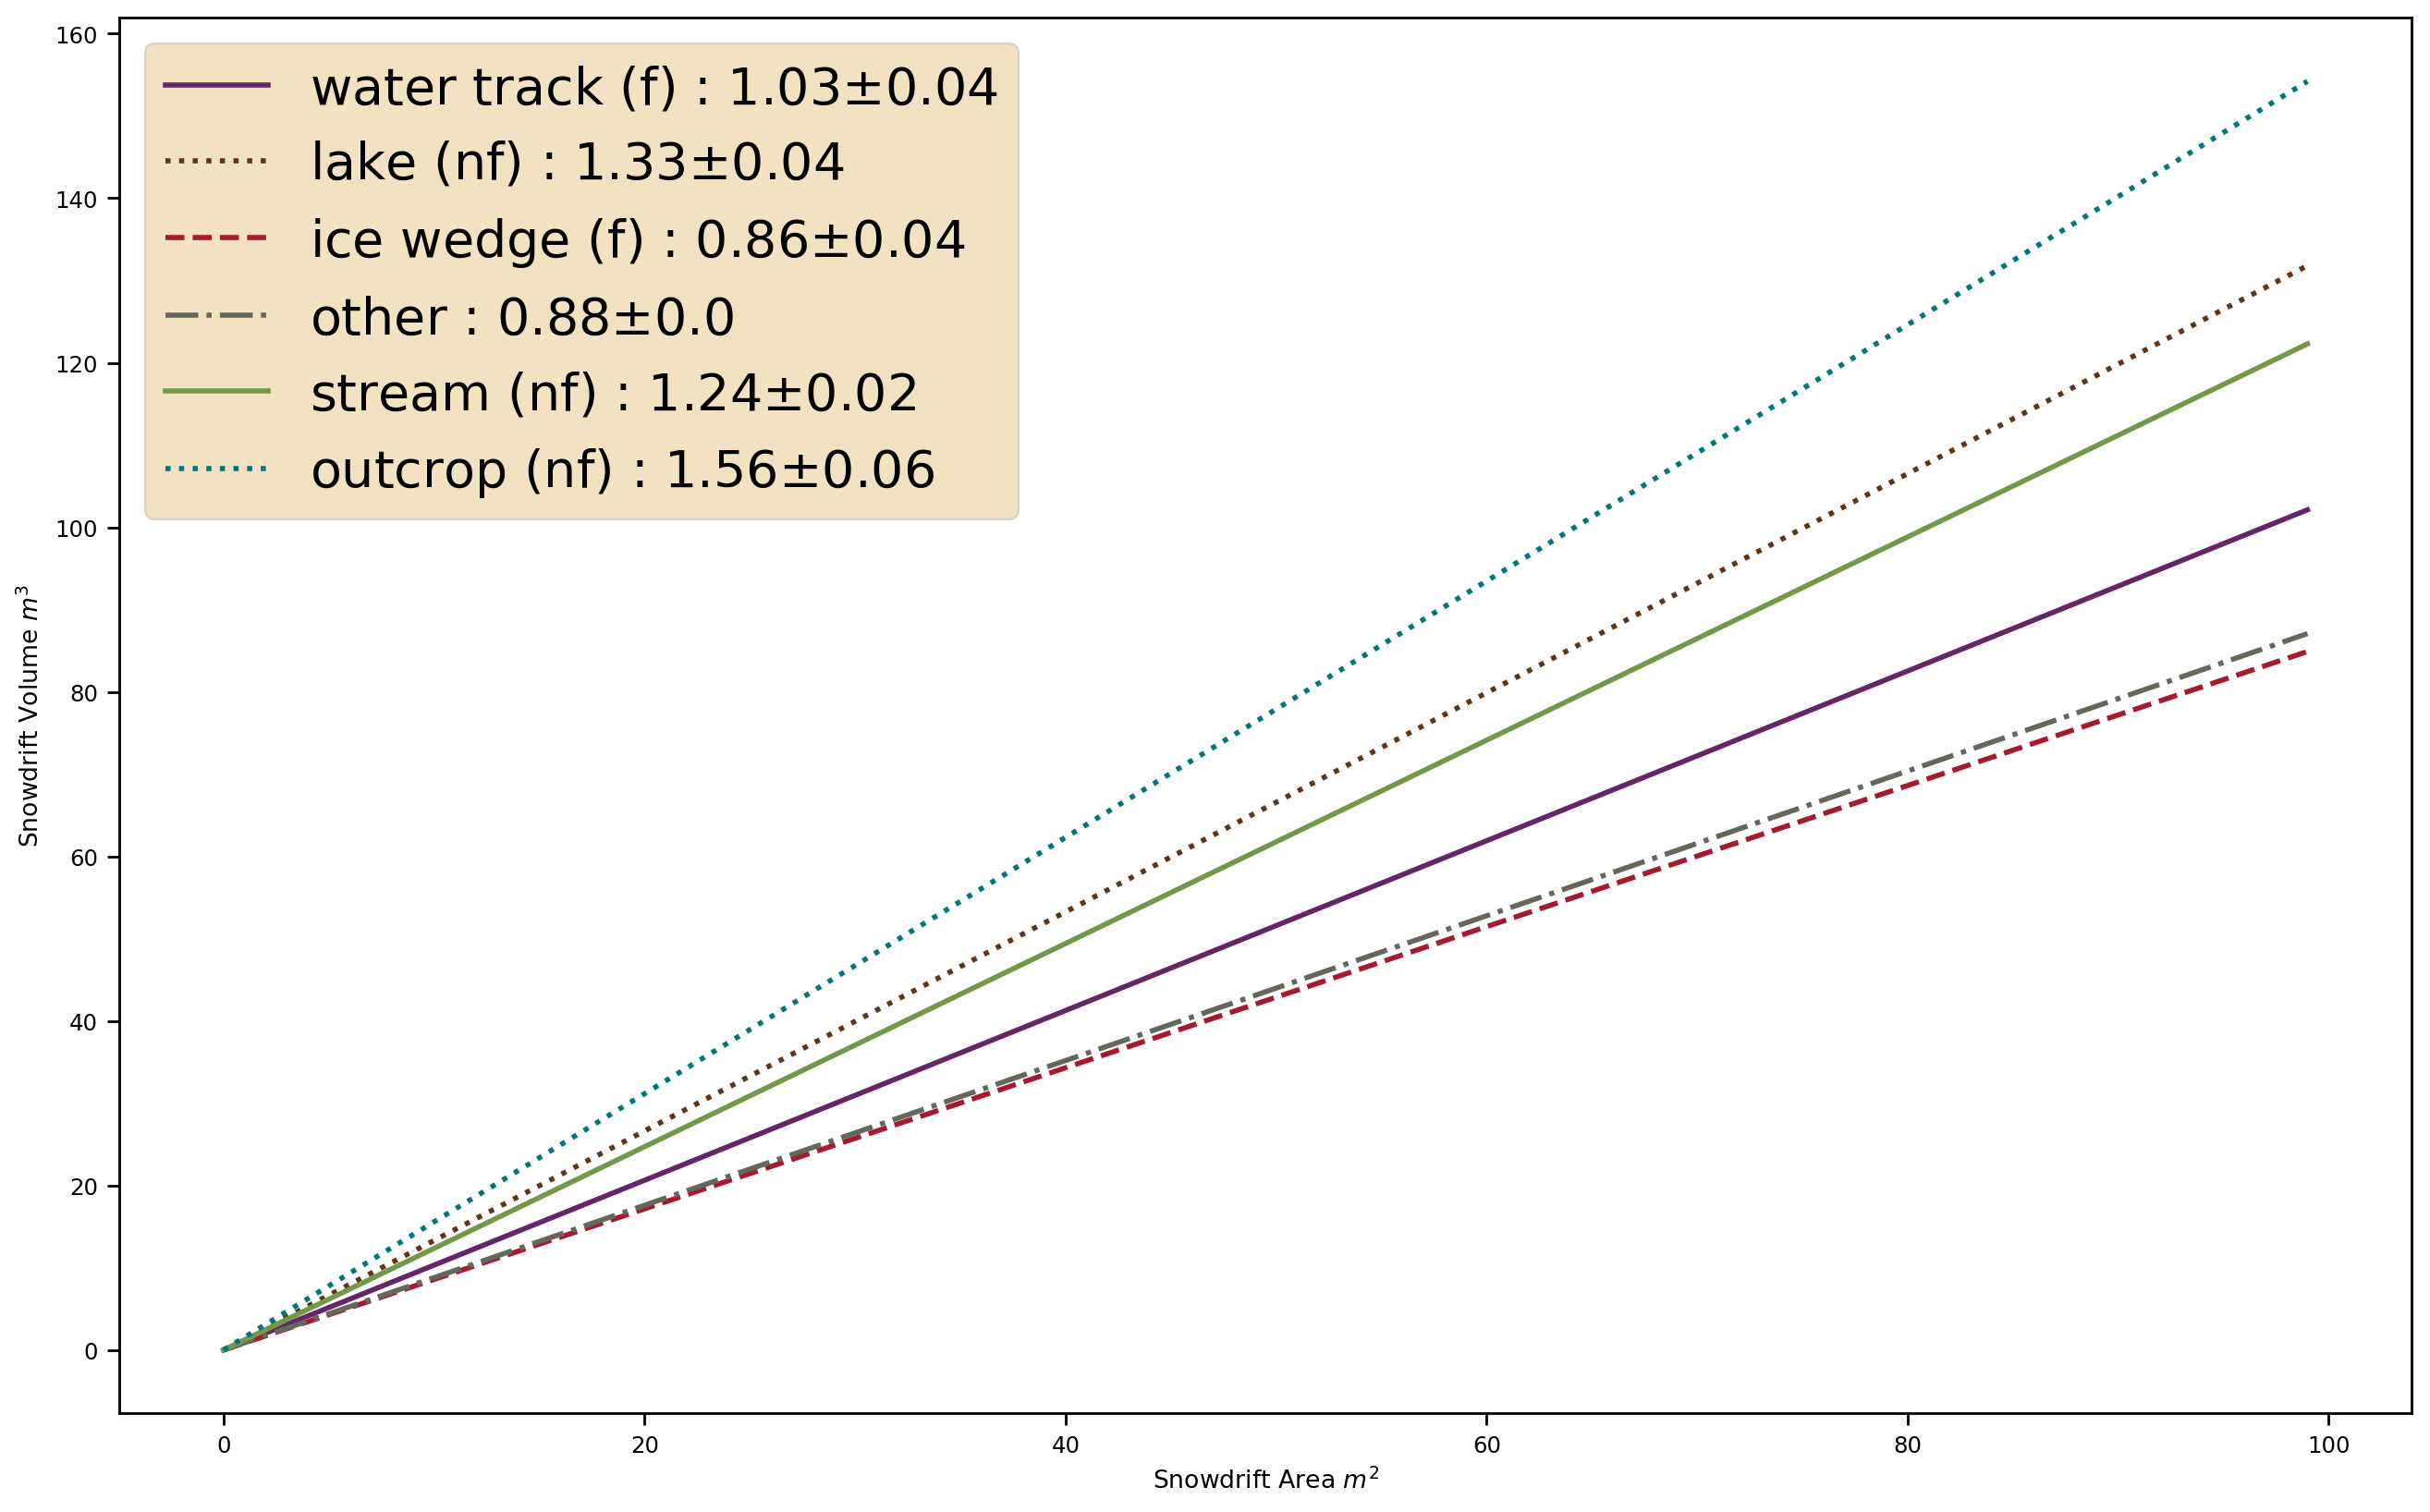 160
140
120
100
80
60
40
20
0
Snowdrift Volume m³
water track (f) : 1.03±0.04
lake (nf) : 1.33±0.04
ice wedge (f) : 0.86±0.04
other : 0.88±0.0
stream (nf) : 1.24±0.02
outcrop (nf) : 1.56±0.06
0 20 40 60 80 100
Snowdrift Area m²